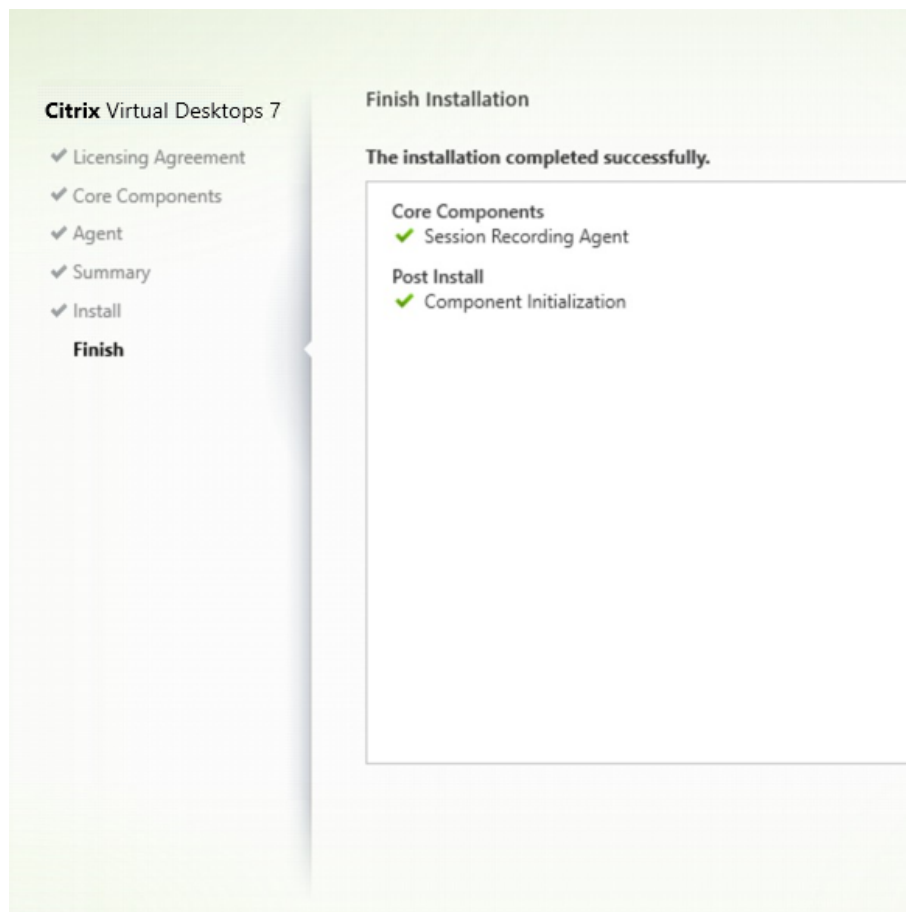 Citrix Virtual Desktops 7
Licensing Agreement
Core Components
Agent
Summary
Install
Finish
Finish Installation
The installation completed successfully.
Core Components
Session Recording Agent
Post Install
Component Initialization